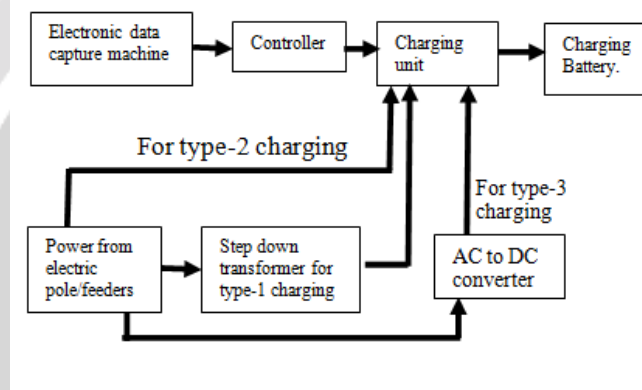 Electronic data
capture machine
Controller
Charging
unit
Charging
Battery.
For type-2 charging
For type-3
charging
Power from
electric
pole/feeders
Step down
transformer for
type-1 charging
AC to DC
converter